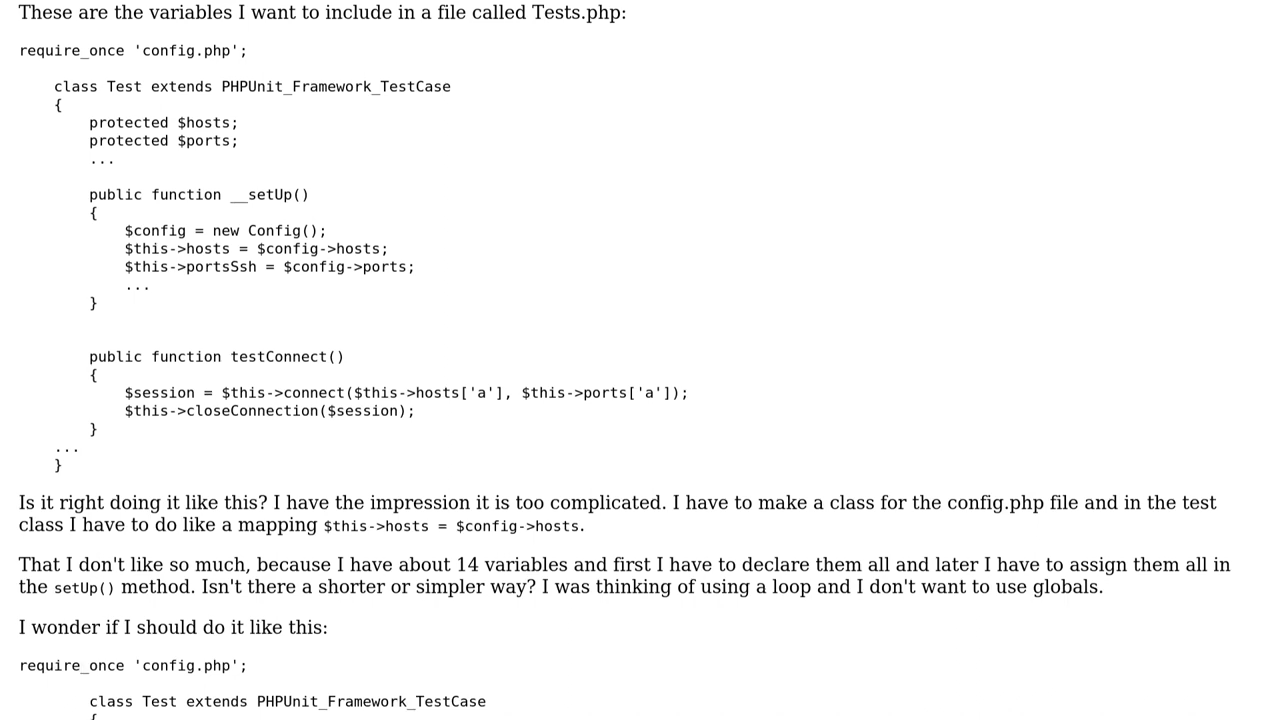 These are the variables I want to include in a file called Tests.php:
require_once 'config.php';
class Test extends PHPUnit_Framework_TestCase
{
protected $hosts;
protected $ports;
...
public function __setUp()
{
$config = new Config();
$this->hosts = $config->hosts;
$this->portsSsh = $config->ports;
...
}
public function testConnect()
{
$session = $this->connect($this->hosts['a'], $this->ports['a']);
$this->closeConnection($session);
}
...
}
Is it right doing it like this? I have the impression it is too complicated. I have to make a class for the config.php file and in the test
class I have to do like a mapping $this->hosts = $config->hosts.
That I don't like so much, because I have about 14 variables and first I have to declare them all and later I have to assign them all in
the setUp() method. Isn't there a shorter or simpler way? I was thinking of using a loop and I don't want to use globals.
I wonder if I should do it like this:
require_once 'config.php';
class Test extends PHPUnit_Framework_TestCase
{